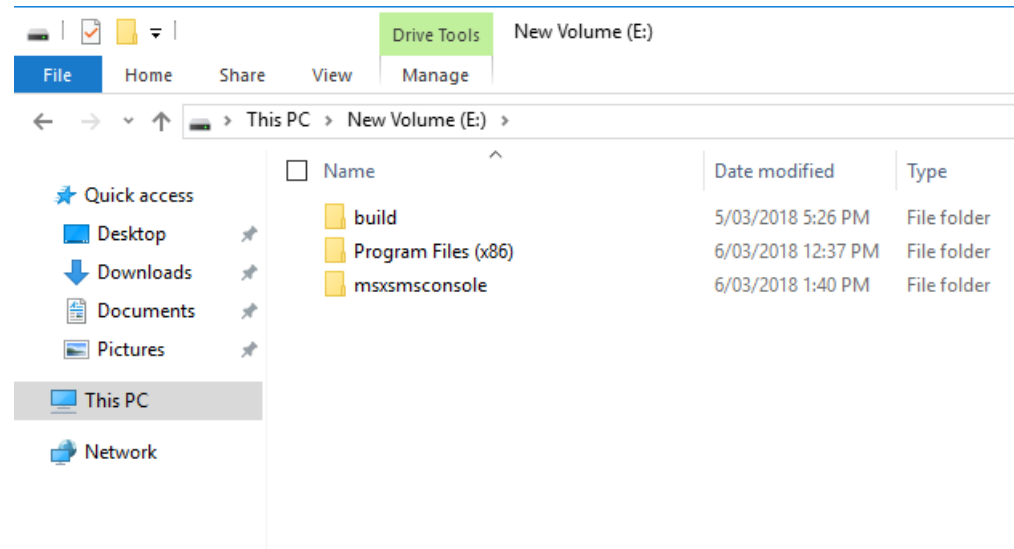 Drive Tools New Volume (E:)
File Home Share View Manage
This PC > New Volume (E:) >
Name Date modified Type
Quick access
Desktop
Downloads
Documents
Pictures
This PC
Network
build 5/03/2018 5:26 PM File folder
Program Files (x86) 6/03/2018 12:37 PM File folder
msxsmsconsole 6/03/2018 1:40 PM File folder